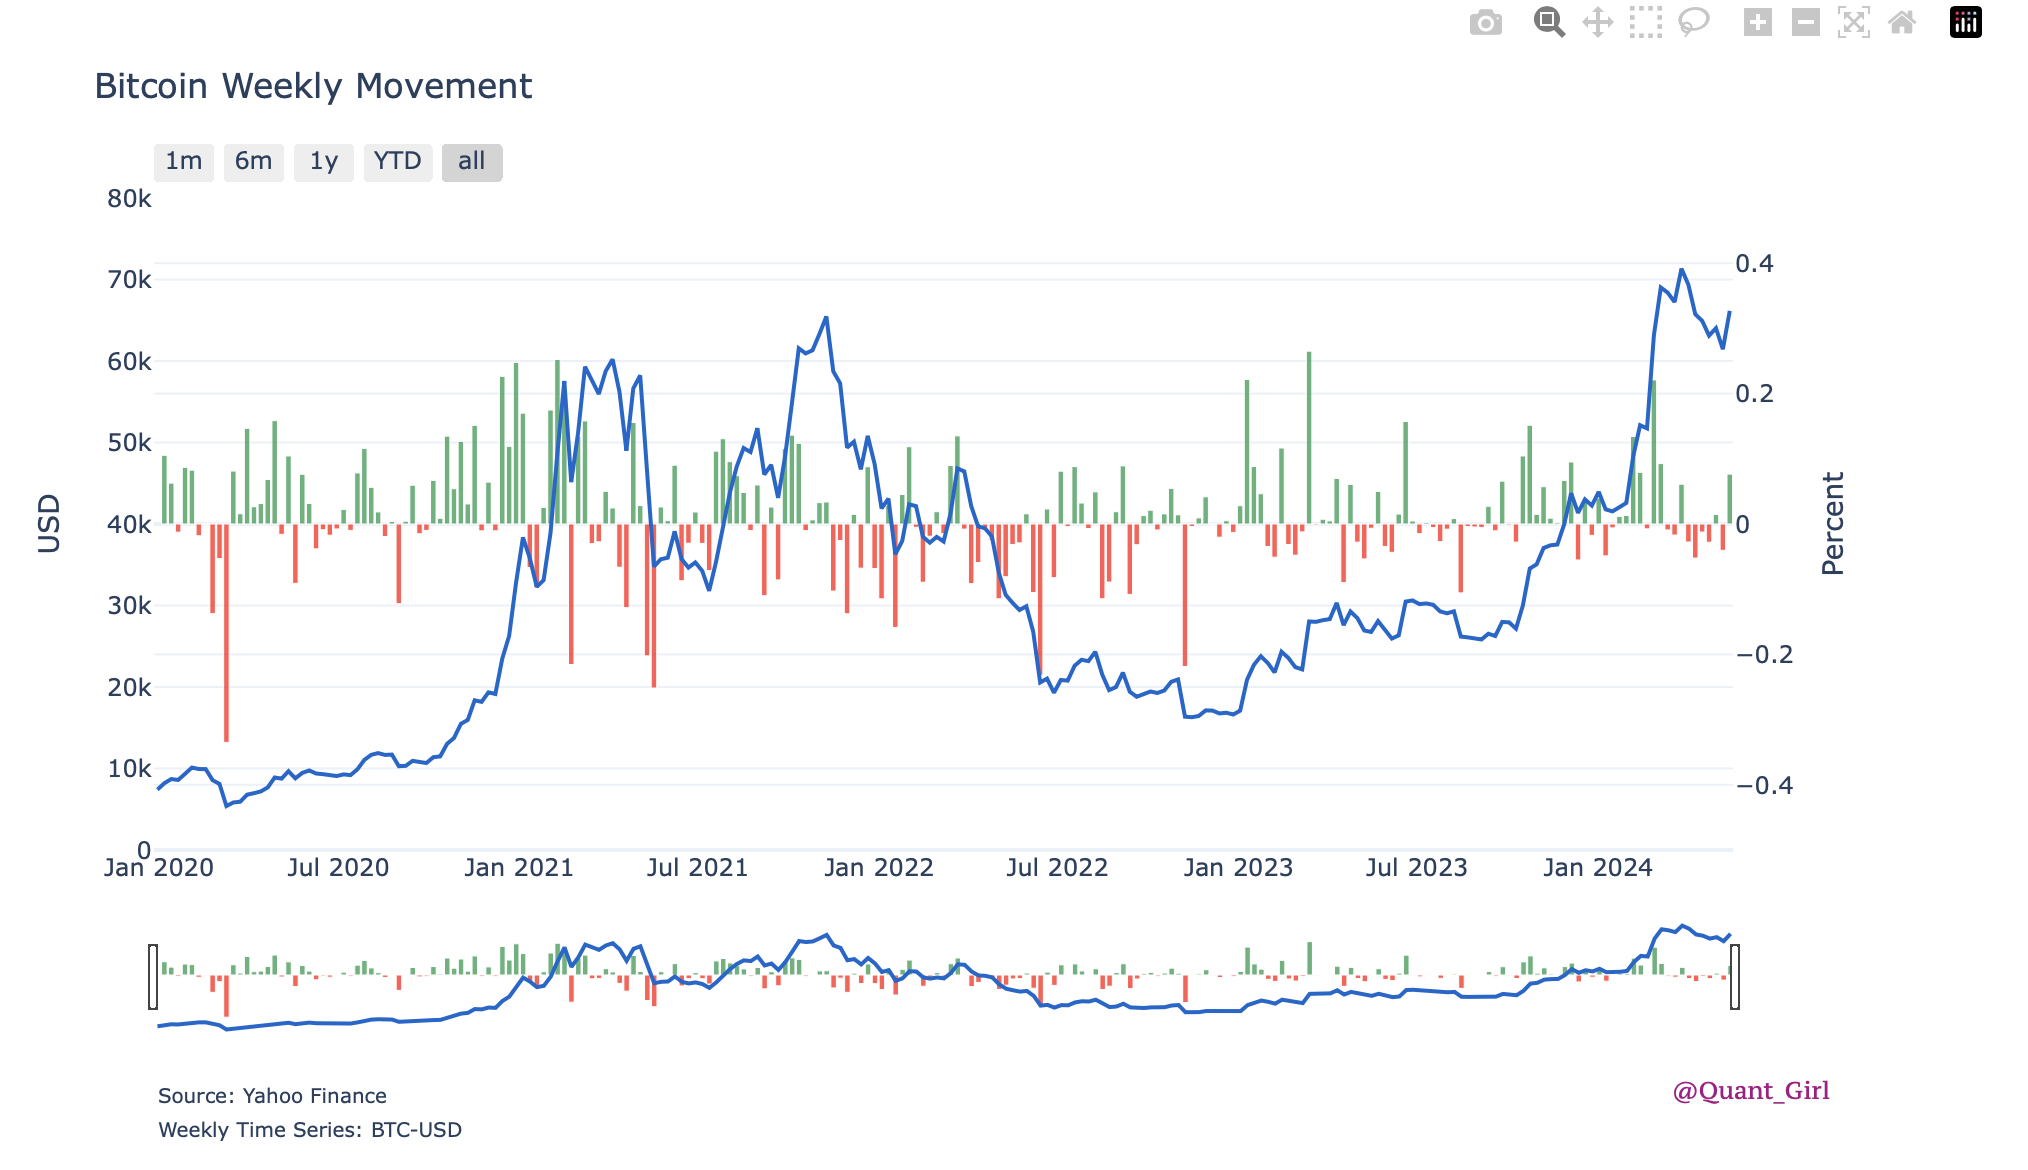 Bitcoin Weekly Movement
1m 6m 1y YTD all
80k
70k
60k
50k
40k
30k
20k
10k
0
USD
0.4
0.2
0
−0.2
−0.4
Percent
Jan 2020 Jul 2020 Jan 2021 Jul 2021 Jan 2022 Jul 2022 Jan 2023 Jul 2023 Jan 2024
Source: Yahoo Finance
Weekly Time Series: BTC-USD
@Quant_Girl